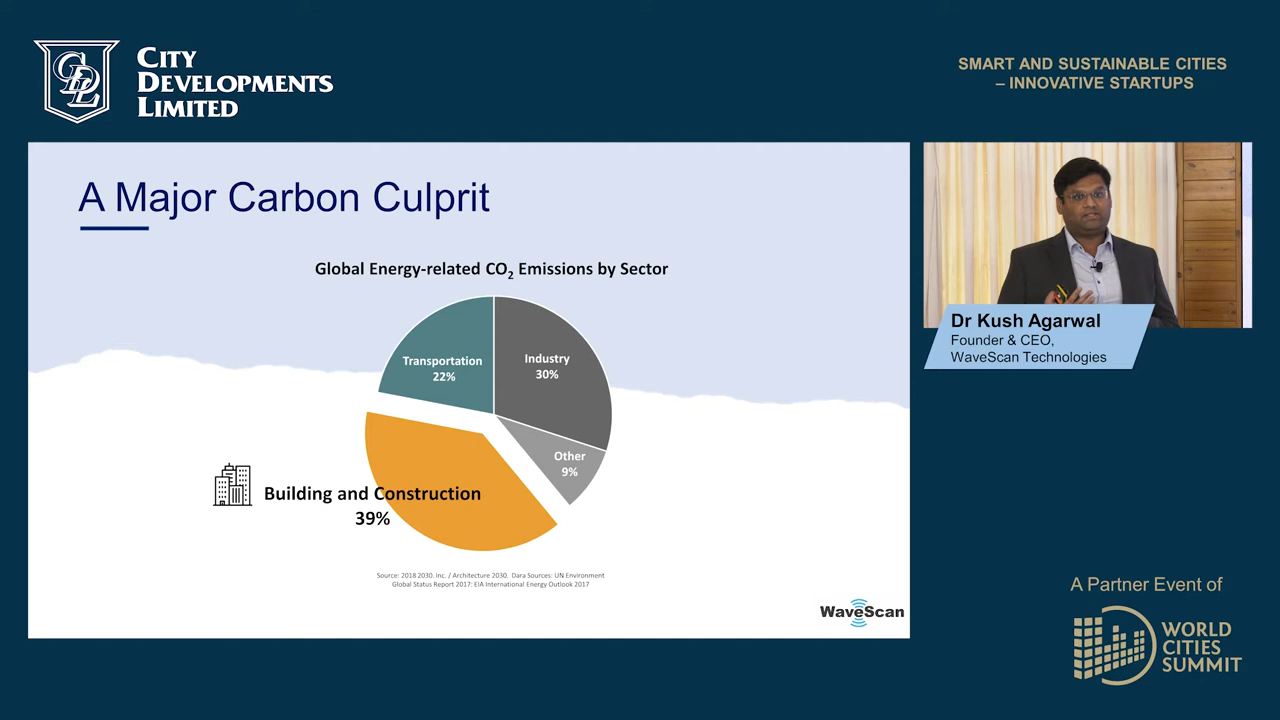 CITY
DEVELOPMENTS
LIMITED
CDL
SMART AND SUSTAINABLE CITIES
– INNOVATIVE STARTUPS
A Major Carbon Culprit
Global Energy-related CO₂ Emissions by Sector
Transportation
22%
Industry
30%
Other
9%
Building and Construction
39%
Source: 2018 2030. Inc. / Architecture 2030. Dara Sources: UN Environment
Global Status Report 2017: EIA International Energy Outlook 2017
WaveScan
Dr Kush Agarwal
Founder & CEO,
WaveScan Technologies
A Partner Event of
WORLD
CITIES
SUMMIT